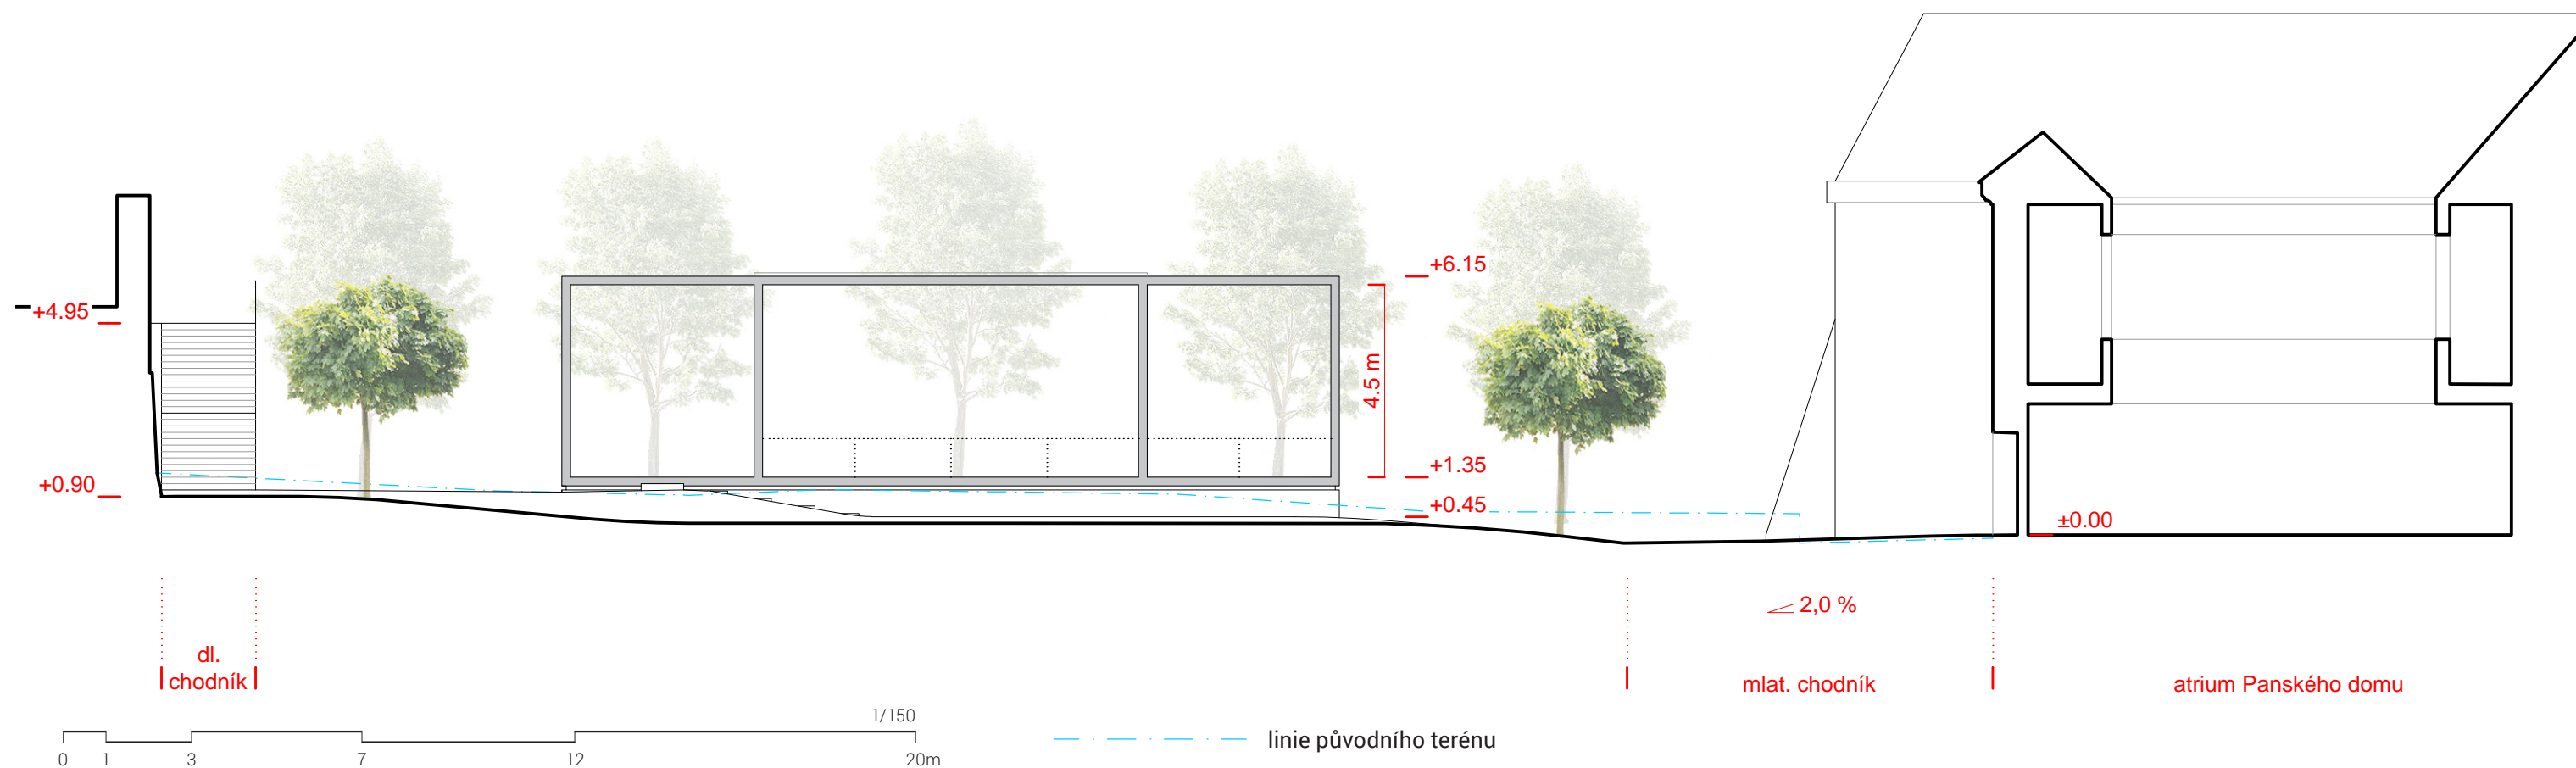 +6.15
+4.95
4.5 m
+1.35
+0.90
+0.45
±0.00
2,0 %
dl.
chodník
mlat. chodník
atrium Panského domu
1/150
0 1 3 7 12 20m
linie původního terénu